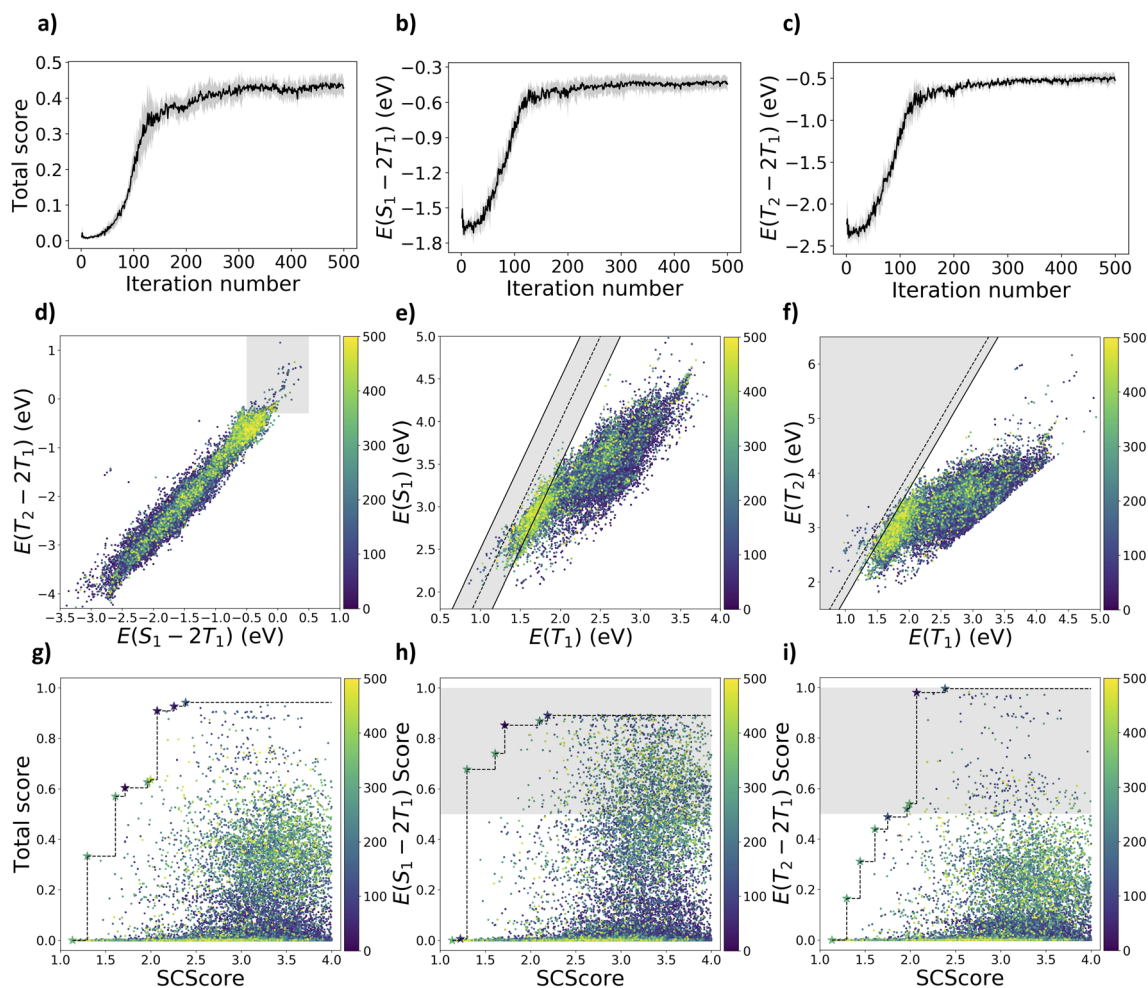 a)
b)
c)
0.5
0.4
0.3
0.2
0.1
0.0
Total score
0 100 200 300 400 500
Iteration number
−0.3
−0.6
−0.9
−1.2
−1.5
−1.8
E(S₁ − 2T₁) (eV)
0 100 200 300 400 500
Iteration number
−0.5
−1.0
−1.5
−2.0
−2.5
E(T₂ − 2T₁) (eV)
0 100 200 300 400 500
Iteration number
d)
e)
f)
1
0
−1
−2
−3
−4
E(T₂ − 2T₁) (eV)
−3.5 −3.0 −2.5 −2.0 −1.5 −1.0 −0.5 0.0 0.5 1.0
E(S₁ − 2T₁) (eV)
500
400
300
200
100
0
5.0
4.5
4.0
3.5
3.0
2.5
2.0
E(S₁) (eV)
0.5 1.0 1.5 2.0 2.5 3.0 3.5 4.0
E(T₁) (eV)
500
400
300
200
100
0
6
5
4
3
2
E(T₂) (eV)
1.0 1.5 2.0 2.5 3.0 3.5 4.0 4.5 5.0
E(T₁) (eV)
500
400
300
200
100
0
g)
h)
i)
1.0
0.8
0.6
0.4
0.2
0.0
Total score
1.0 1.5 2.0 2.5 3.0 3.5 4.0
SCScore
500
400
300
200
100
0
1.0
0.8
0.6
0.4
0.2
0.0
E(S₁ − 2T₁) Score
1.0 1.5 2.0 2.5 3.0 3.5 4.0
SCScore
500
400
300
200
100
0
1.0
0.8
0.6
0.4
0.2
0.0
E(T₂ − 2T₁) Score
1.0 1.5 2.0 2.5 3.0 3.5 4.0
SCScore
500
400
300
200
100
0